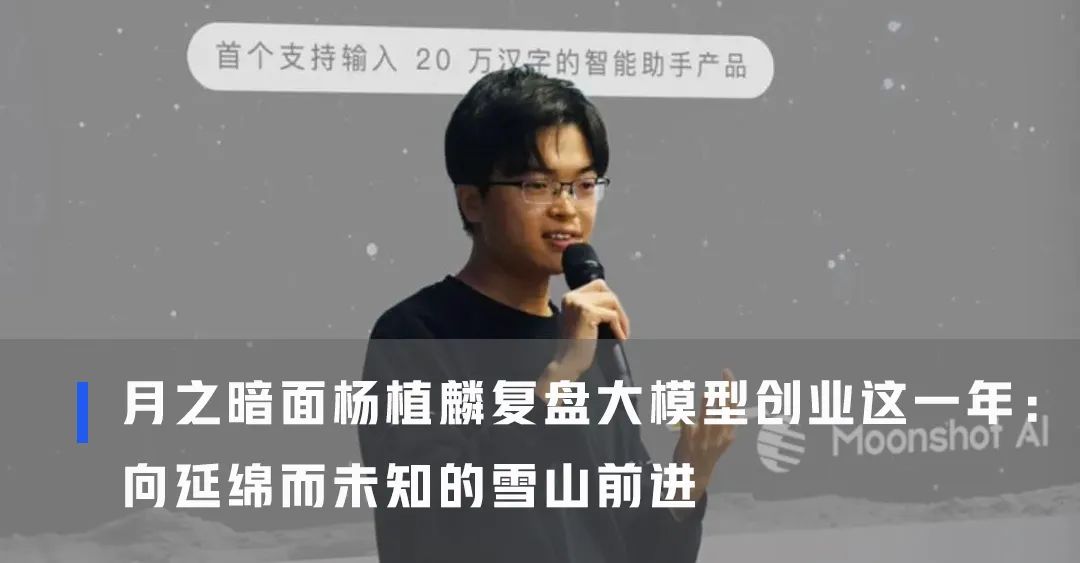 首个支持输入 20 万汉字的智能助手产品
月之暗面杨植麟复盘大模型创业这一年：
Moonshot AI
向延绵而未知的雪山前进